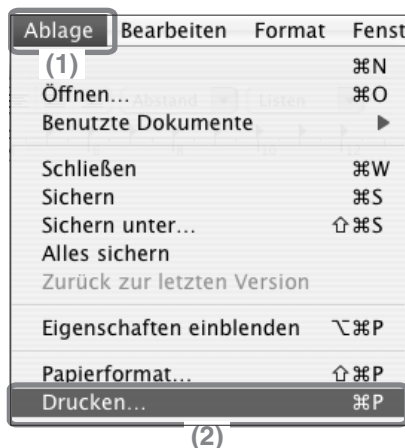 Ablage Bearbeiten Format Fenst
(1) ⌘N
Öffnen... ⌘O
Benutzte Dokumente ▶
Schließen ⌘W
Sichern ⌘S
Sichern unter... ⇧⌘S
Alles sichern
Zurück zur letzten Version
Eigenschaften einblenden ⌥⌘P
Papierformat... ⇧⌘P
Drucken... ⌘P
(2)